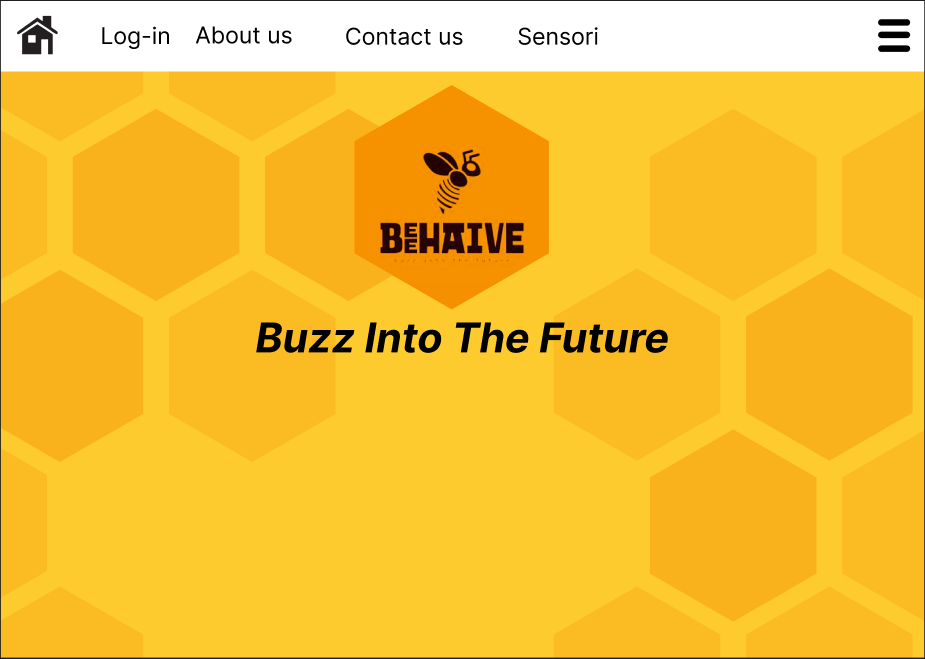 Log-in About us Contact us Sensori
BEEHAIVE
Buzz Into The Future